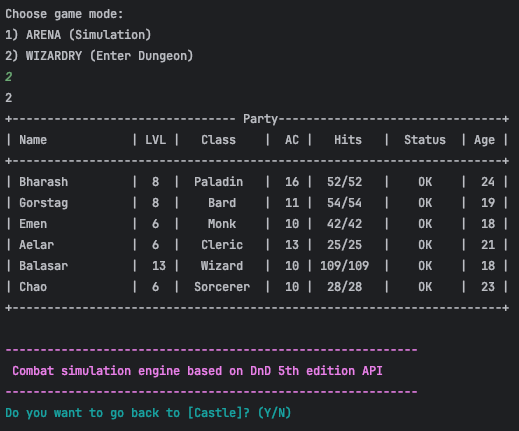 Choose game mode:
1) ARENA (Simulation)
2) WIZARDRY (Enter Dungeon)
2
2
+-------------------------------- Party--------------------------------+
| Name            | LVL |   Class    |  AC |   Hits   |  Status  | Age |
+----------------------------------------------------------------------+
| Bharash         |  8  |  Paladin   |  16 |  52/52   |    OK    |  24 |
| Gorstag         |  8  |    Bard    |  11 |  54/54   |    OK    |  19 |
| Emen            |  6  |    Monk    |  10 |  42/42   |    OK    |  18 |
| Aelar           |  6  |   Cleric   |  13 |  25/25   |    OK    |  21 |
| Balasar         |  13 |   Wizard   |  10 | 109/109  |    OK    |  18 |
| Chao            |  6  |  Sorcerer  |  10 |  28/28   |    OK    |  23 |
+----------------------------------------------------------------------+
-----------------------------------------------------------
 Combat simulation engine based on DnD 5th edition API
-----------------------------------------------------------
Do you want to go back to [Castle]? (Y/N)